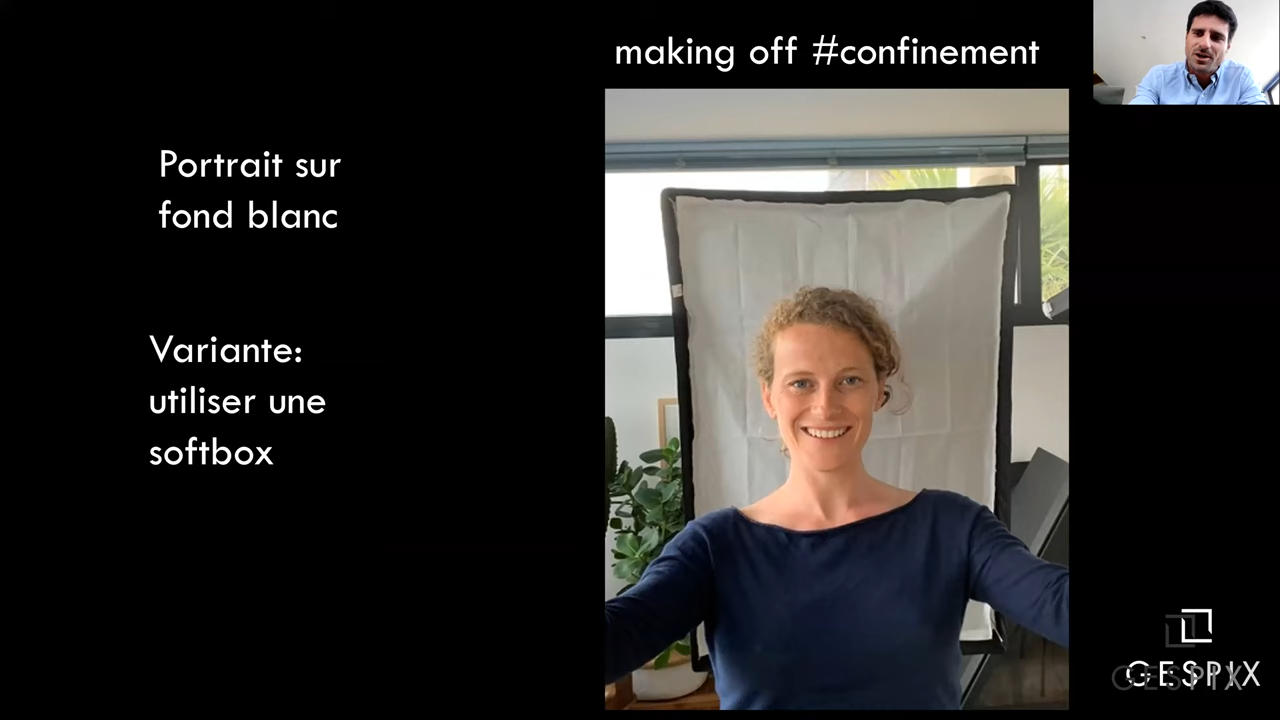 making off #confinement
Portrait sur
fond blanc
Variante:
utiliser une
softbox
GESPIX